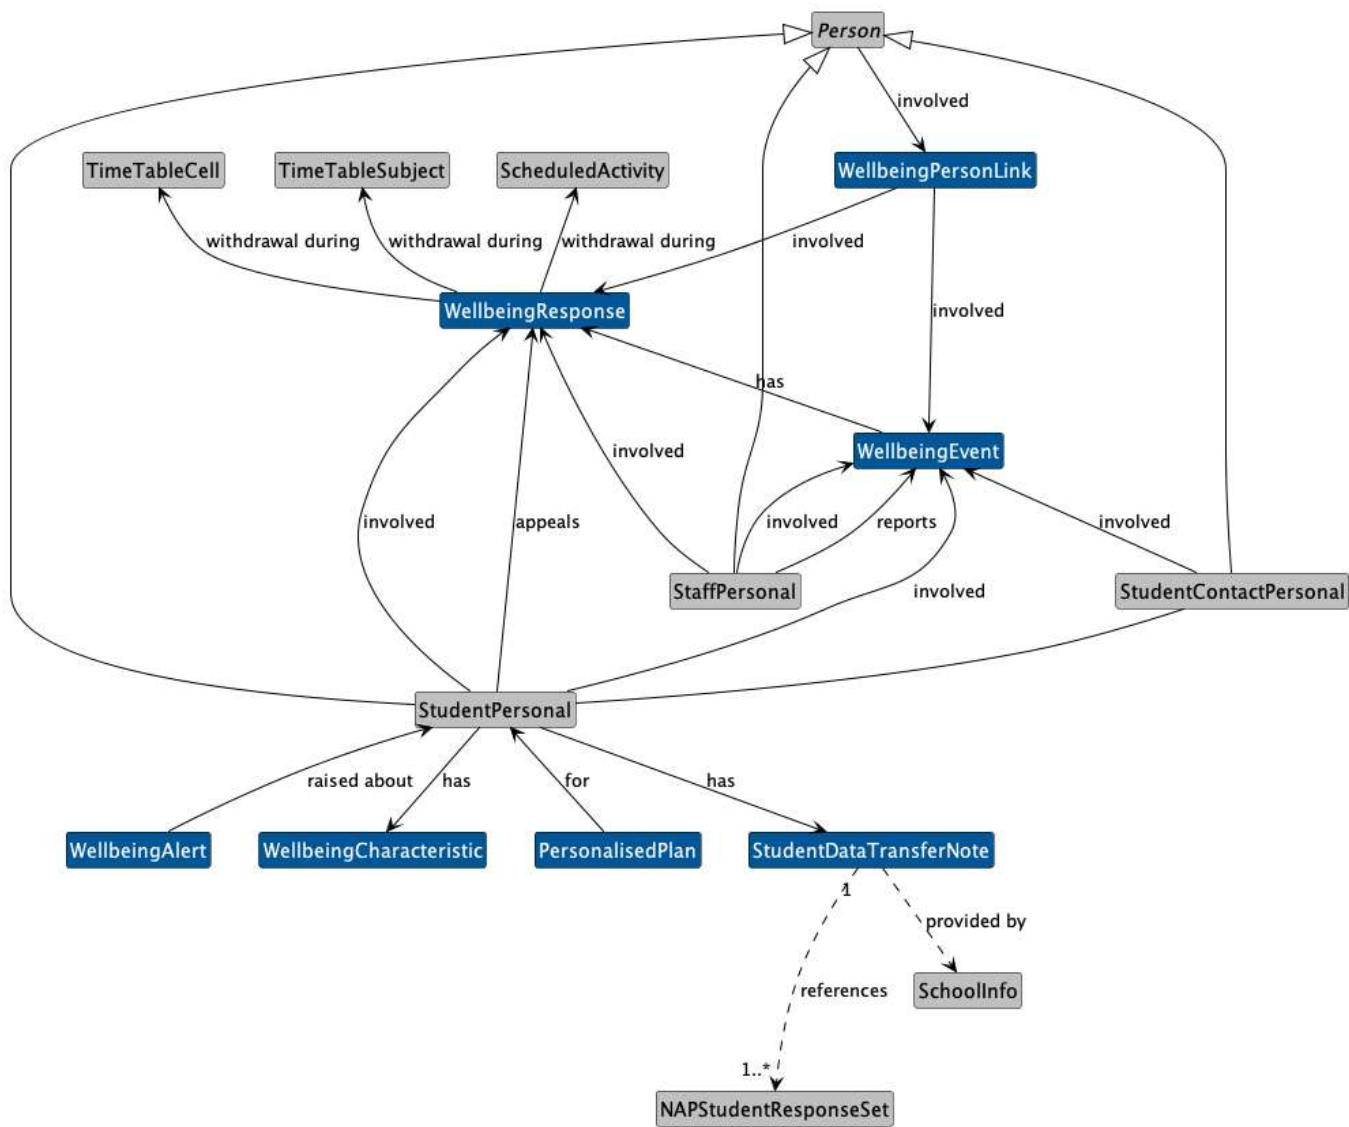 Person
involved
TimeTableCell
TimeTableSubject
ScheduledActivity
WellbeingPersonLink
withdrawal during
withdrawal during
withdrawal during
involved
WellbeingResponse
involved
has
WellbeingEvent
involved
involved
appeals
involved
reports
involved
StaffPersonal
involved
StudentContactPersonal
StudentPersonal
raised about
has
for
has
WellbeingAlert
WellbeingCharacteristic
PersonalisedPlan
StudentDataTransferNote
1
provided by
references
SchoolInfo
1..*
NAPStudentResponseSet